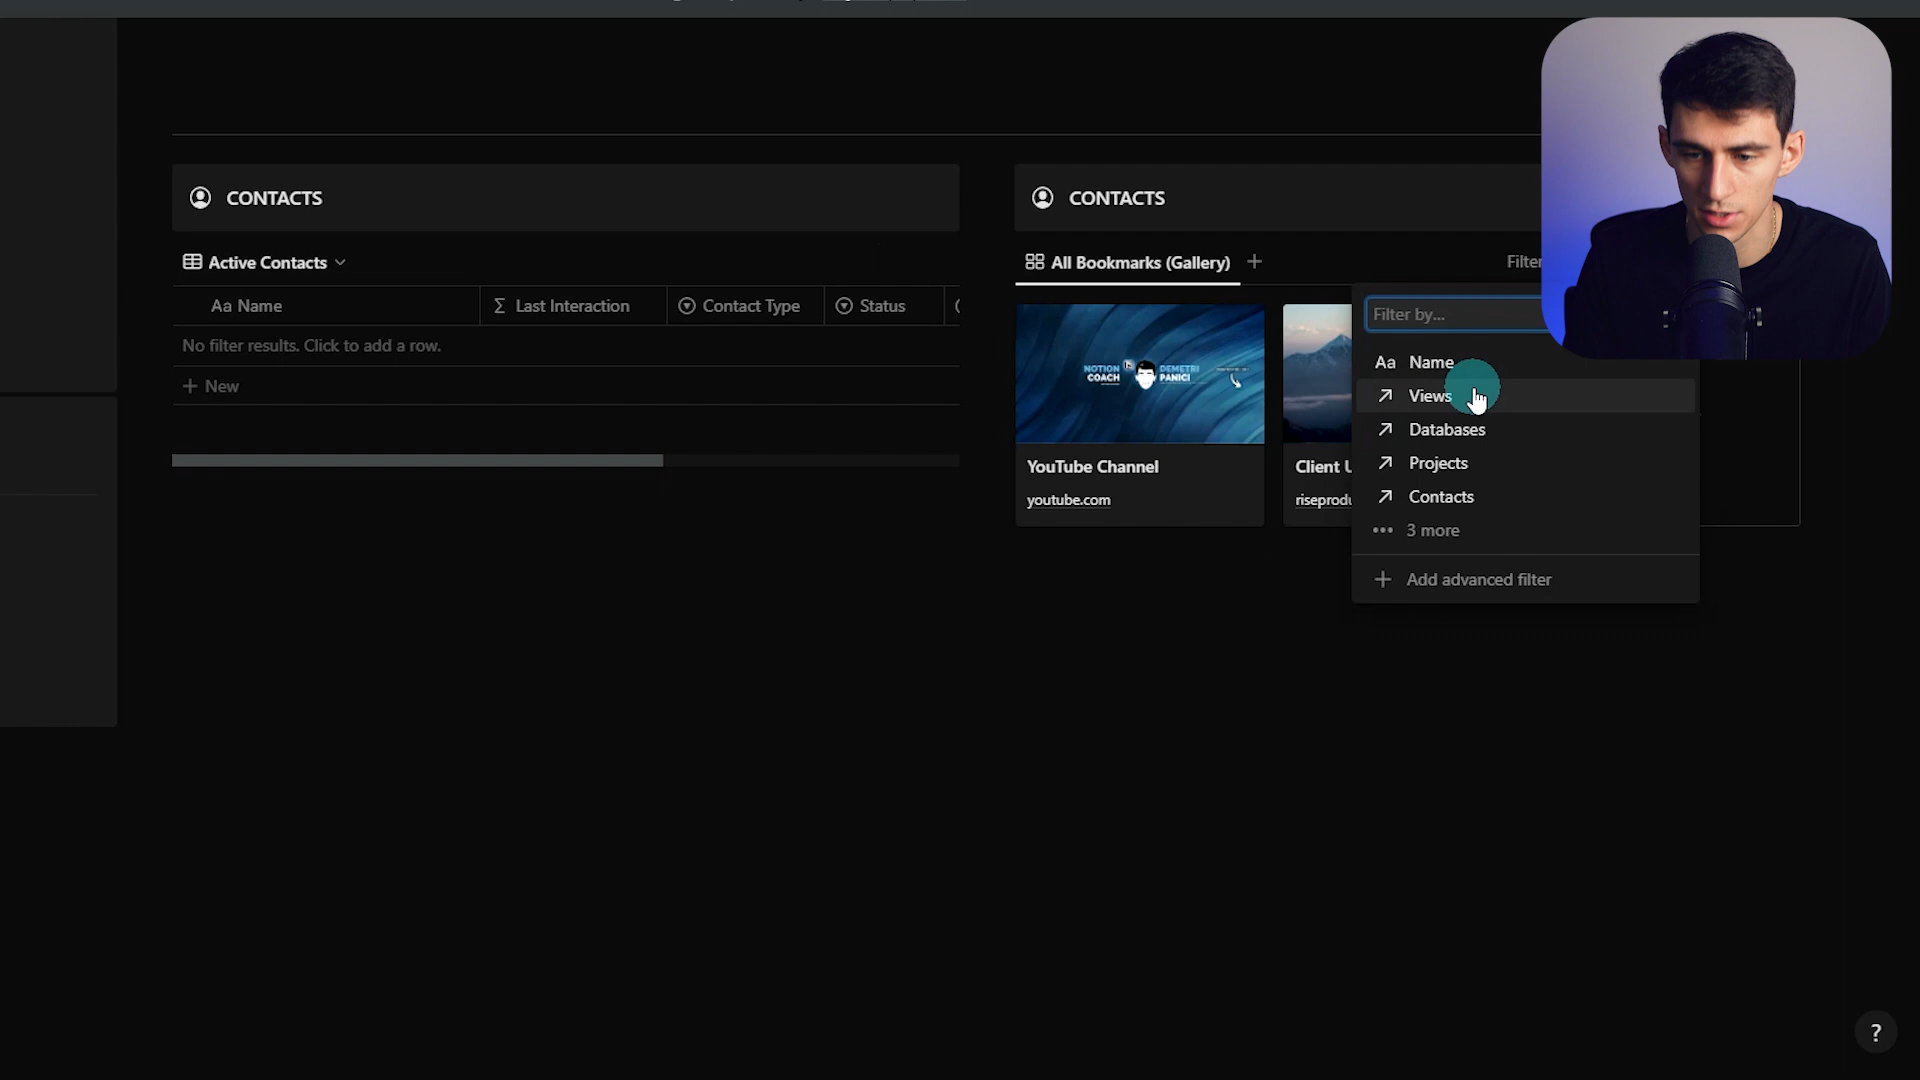 CONTACTS
Active Contacts
Aa Name
Σ Last Interaction
Contact Type
Status
No filter results. Click to add a row.
+ New
CONTACTS
All Bookmarks (Gallery) +
Filter
NOTION COACH
DEMETRI PANICI
YouTube Channel
youtube.com
Client U
riseprodu
Filter by...
Aa Name
Views
Databases
Projects
Contacts
••• 3 more
+ Add advanced filter
?